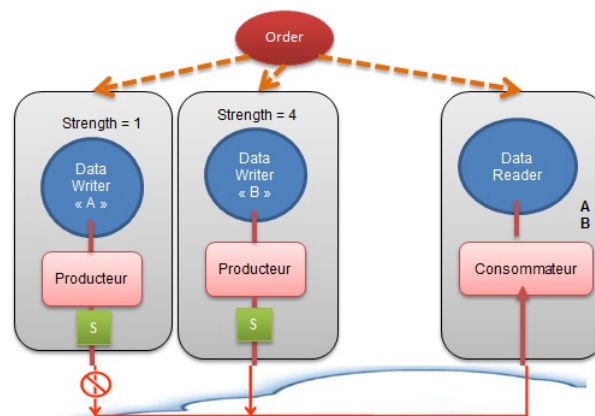 Order
Strength = 1
Data
Writer
« A »
Producteur
S
Strength = 4
Data
Writer
« B »
Producteur
S
Data
Reader
A
B
Consommateur